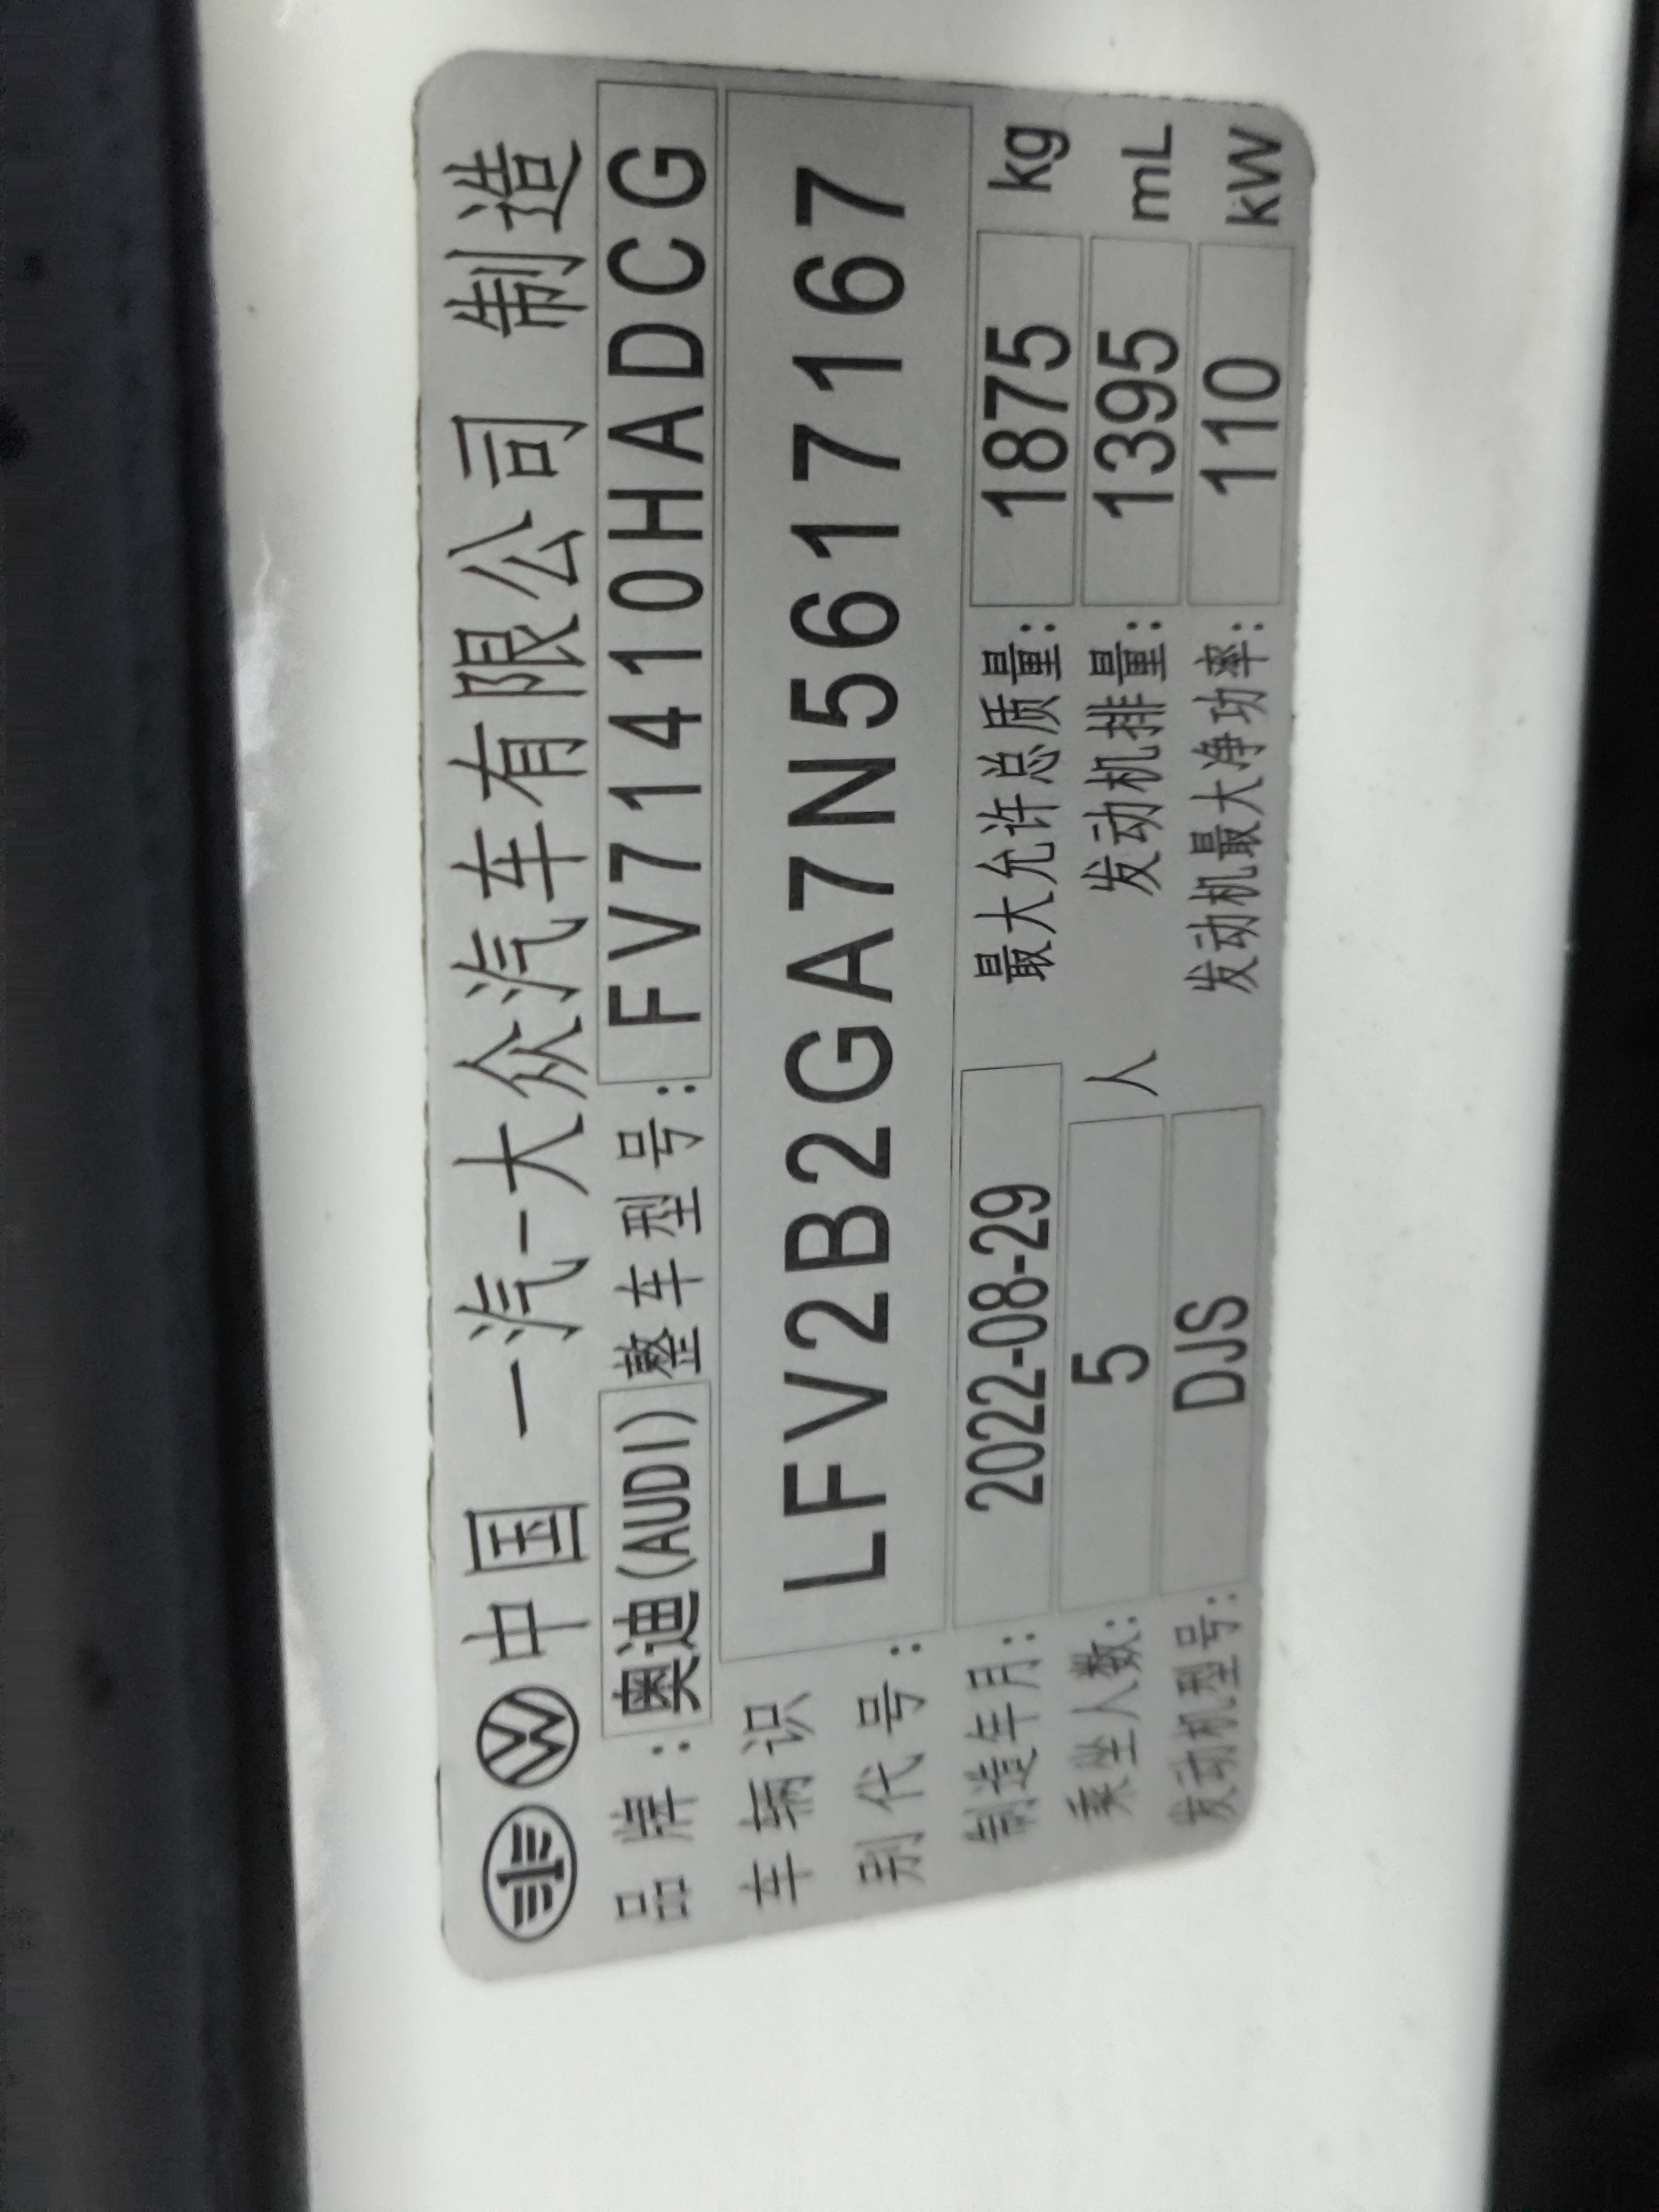 中国 一汽-大众汽车有限公司 制造
品牌: 奥迪(AUDI) 整车型号: FV71410HADCG
车辆识别代号: LFV2B2GA7N5617167
制造年月: 2022-08-29 最大允许总质量: 1875 kg
乘坐人数: 5 人 发动机排量: 1395 mL
发动机型号: DJS 发动机最大净功率: 110 kW